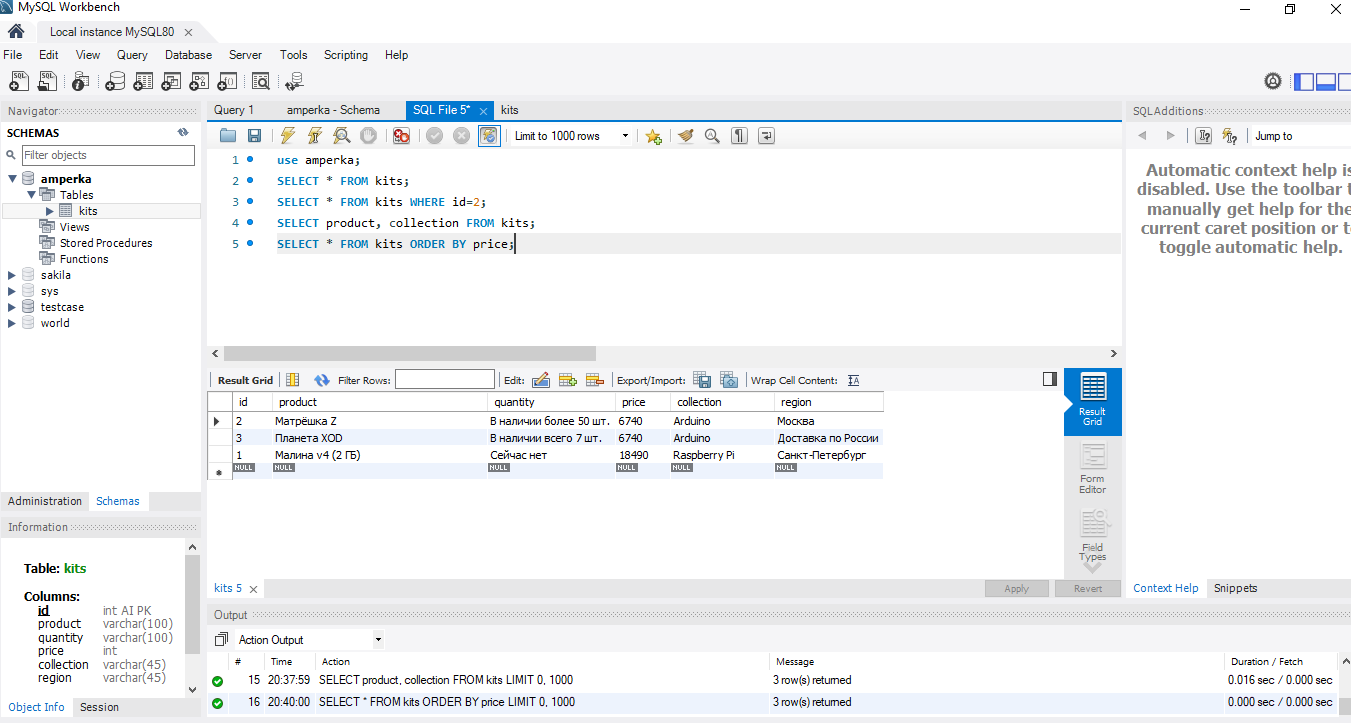 MySQL Workbench
Local instance MySQL80
File Edit View Query Database Server Tools Scripting Help
Navigator
SCHEMAS
Filter objects
amperka
Tables
kits
Views
Stored Procedures
Functions
sakila
sys
testcase
world
Administration Schemas
Information
Table: kits
Columns:
id int AI PK
product varchar(100)
quantity varchar(100)
price int
collection varchar(45)
region varchar(45)
Object Info Session
Query 1 amperka - Schema SQL File 5* kits
Limit to 1000 rows
1 use amperka;
2 SELECT * FROM kits;
3 SELECT * FROM kits WHERE id=2;
4 SELECT product, collection FROM kits;
5 SELECT * FROM kits ORDER BY price;
Result Grid Filter Rows: Edit: Export/Import: Wrap Cell Content:
id product quantity price collection region
2 Матрёшка Z В наличии более 50 шт. 6740 Arduino Москва
3 Планета XOD В наличии всего 7 шт. 6740 Arduino Доставка по России
1 Малина v4 (2 ГБ) Сейчас нет 18490 Raspberry Pi Санкт-Петербург
NULL NULL NULL NULL NULL NULL
Result
Grid
Form
Editor
Field
Types
kits 5 Apply Revert
Output
Action Output
# Time Action Message Duration / Fetch
15 20:37:59 SELECT product, collection FROM kits LIMIT 0, 1000 3 row(s) returned 0.016 sec / 0.000 sec
16 20:40:00 SELECT * FROM kits ORDER BY price LIMIT 0, 1000 3 row(s) returned 0.000 sec / 0.000 sec
SQLAdditions
Jump to
Automatic context help is
disabled. Use the toolbar t
manually get help for the
current caret position or to
toggle automatic help.
Context Help Snippets